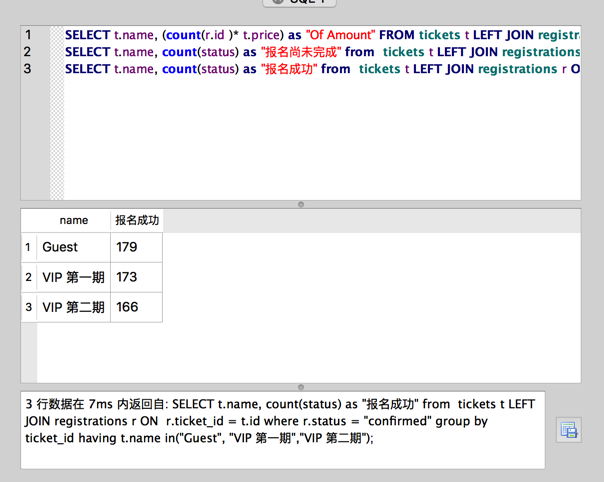 SQL 1
1 SELECT t.name, (count(r.id )* t.price) as "Of Amount" FROM tickets t LEFT JOIN registr
2 SELECT t.name, count(status) as "报名尚未完成" from tickets t LEFT JOIN registrations
3 SELECT t.name, count(status) as "报名成功" from tickets t LEFT JOIN registrations r O
name 报名成功
1 Guest 179
2 VIP 第一期 173
3 VIP 第二期 166
3 行数据在 7ms 内返回自: SELECT t.name, count(status) as "报名成功" from tickets t LEFT
JOIN registrations r ON r.ticket_id = t.id where r.status = "confirmed" group by
ticket_id having t.name in("Guest", "VIP 第一期","VIP 第二期");